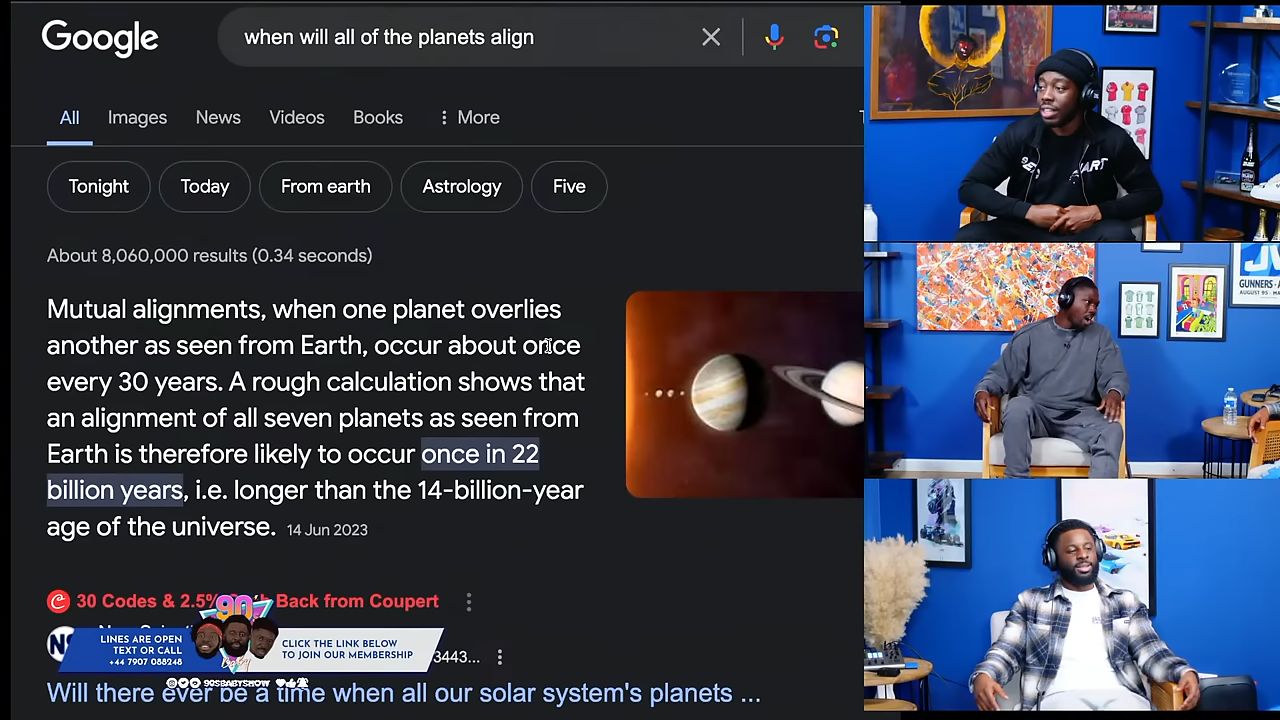 Google
when will all of the planets align
All Images News Videos Books More
Tonight Today From earth Astrology Five
About 8,060,000 results (0.34 seconds)
Mutual alignments, when one planet overlies
another as seen from Earth, occur about once
every 30 years. A rough calculation shows that
an alignment of all seven planets as seen from
Earth is therefore likely to occur once in 22
billion years, i.e. longer than the 14-billion-year
age of the universe. 14 Jun 2023
30 Codes & 2.5% Back from Coupert
90
LINES ARE OPEN
TEXT OR CALL
+44 7907 088248
CLICK THE LINK BELOW
TO JOIN OUR MEMBERSHIP
3443...
90SBABYSHOW
Will there ever be a time when all our solar system's planets ...
GUNNERS
AUGUST 95